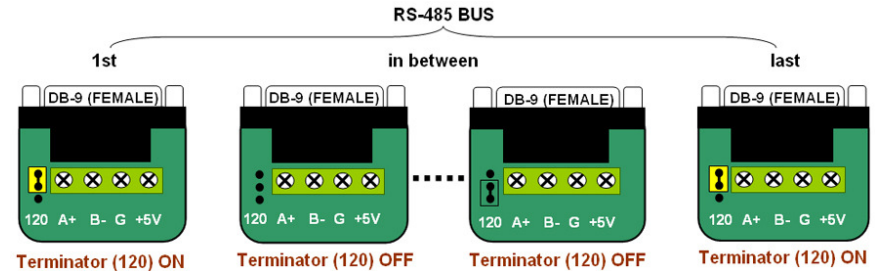 RS-485 BUS
1st in between last
DB-9 (FEMALE) DB-9 (FEMALE) DB-9 (FEMALE) DB-9 (FEMALE)
120 A+ B- G +5V 120 A+ B- G +5V 120 A+ B- G +5V 120 A+ B- G +5V
Terminator (120) ON Terminator (120) OFF Terminator (120) OFF Terminator (120) ON